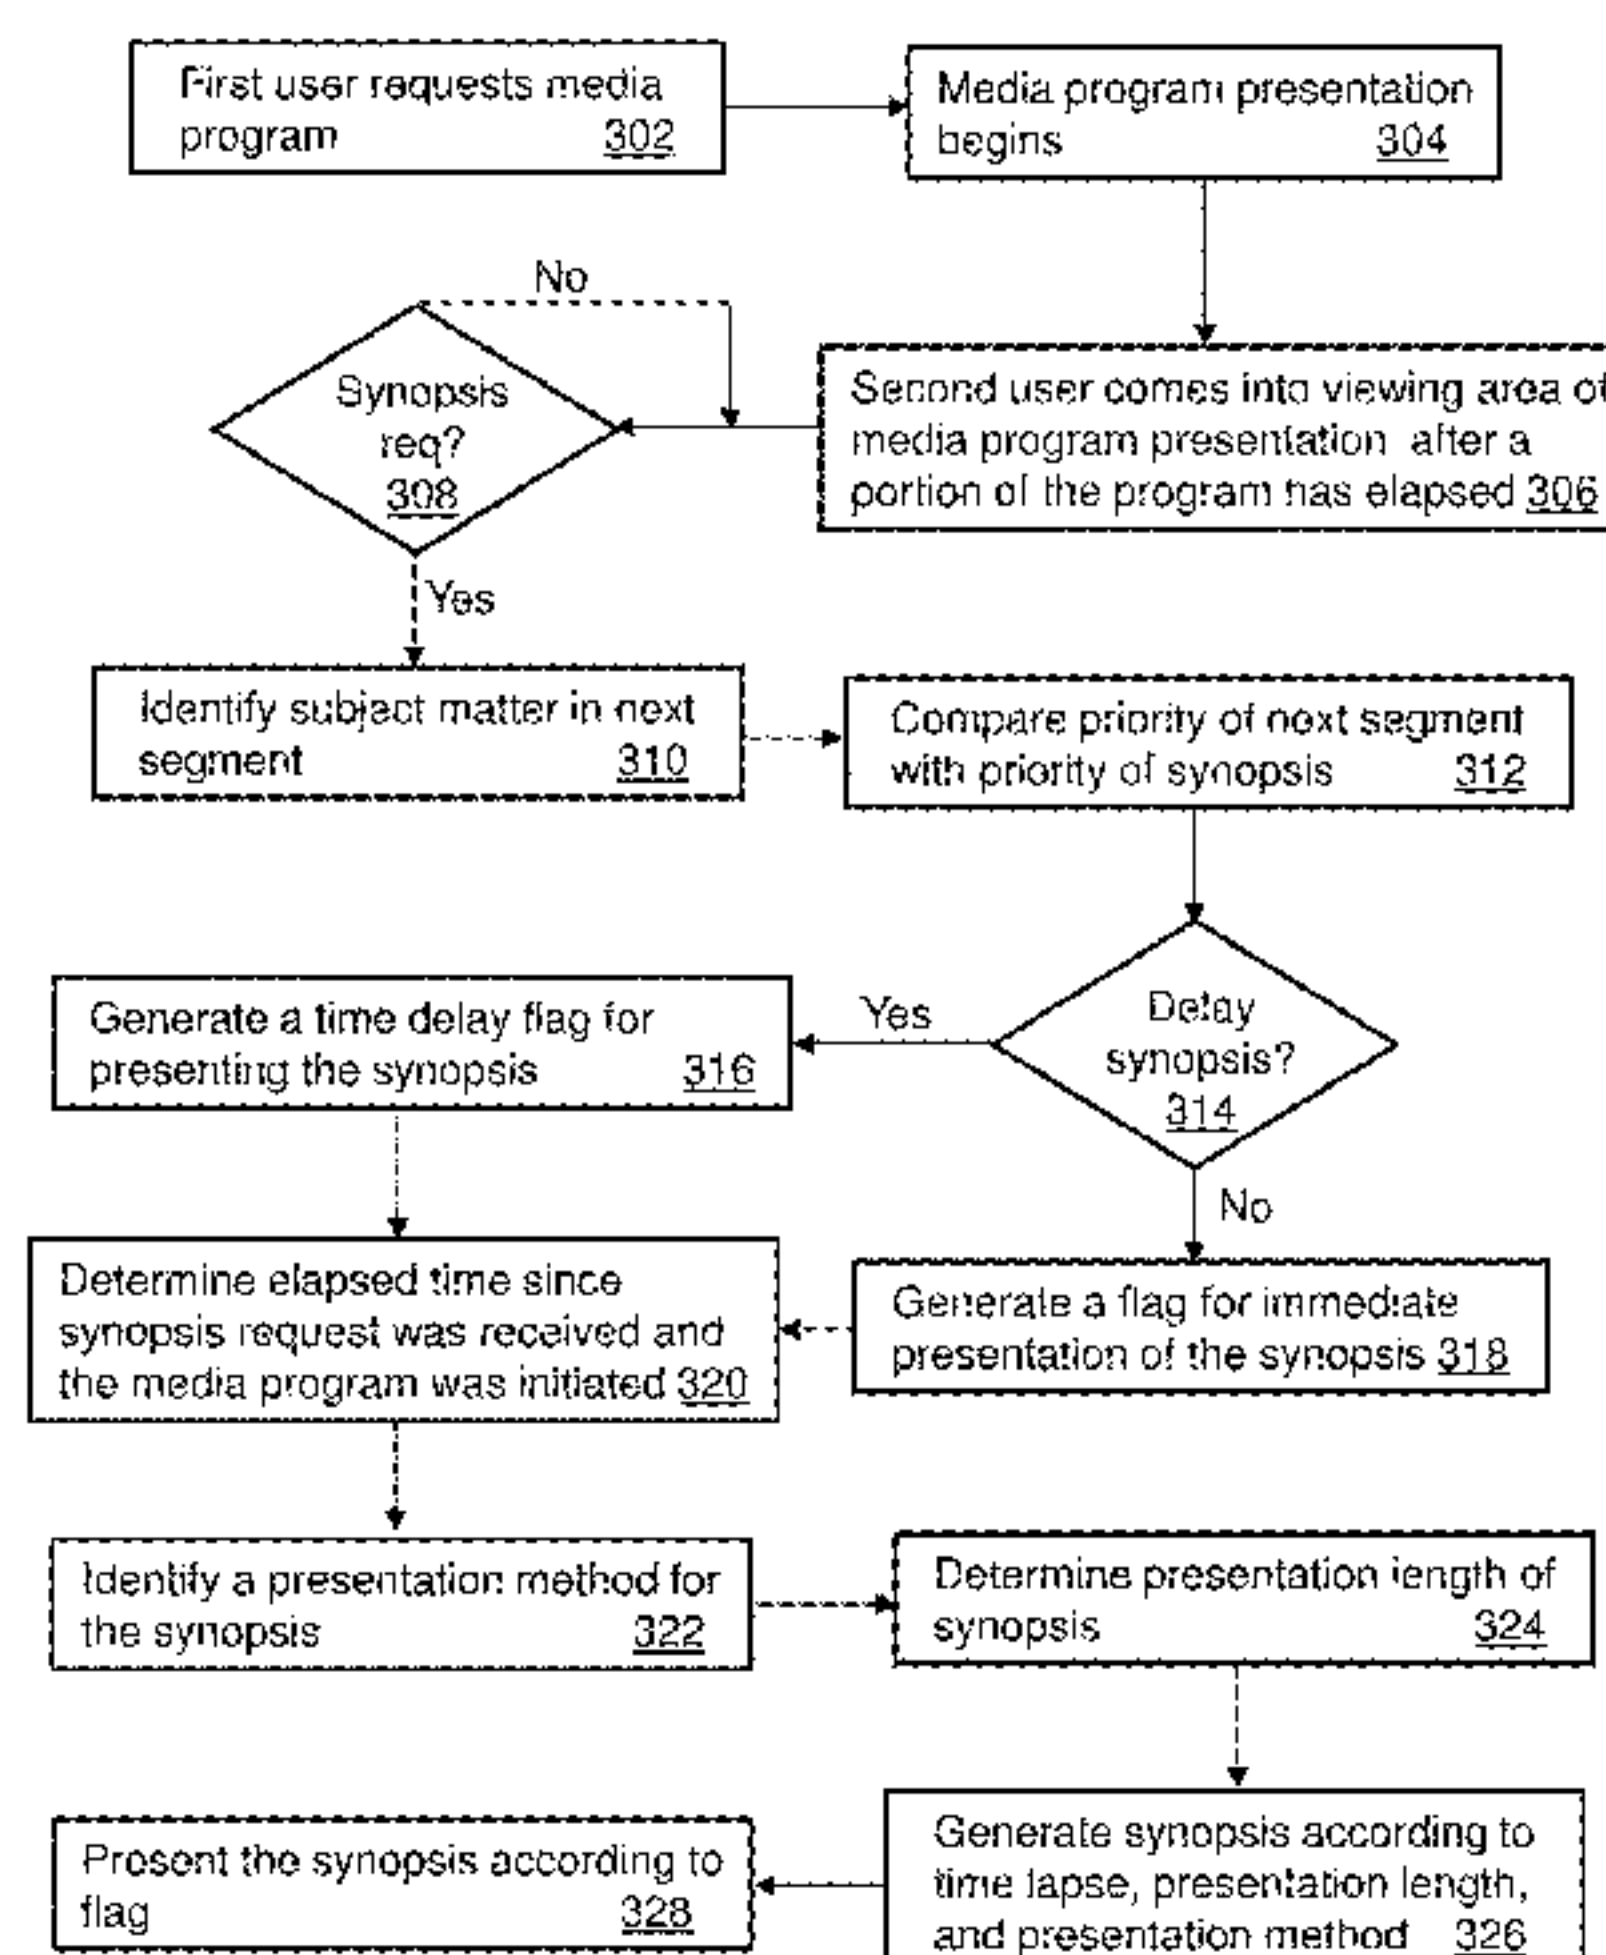 First user requests media
program 302
Media program presentation
begins 304
No
Synopsis
req?
308
Second user comes into viewing area of
media program presentation after a
portion of the program has elapsed 306
Yes
Identify subject matter in next
segment 310
Compare priority of next segment
with priority of synopsis 312
Delay
synopsis?
314
Yes
Generate a time delay flag for
presenting the synopsis 316
No
Generate a flag for immediate
presentation of the synopsis 318
Determine elapsed time since
synopsis request was received and
the media program was initiated 320
Identify a presentation method for
the synopsis 322
Determine presentation length of
synopsis 324
Generate synopsis according to
time lapse, presentation length,
and presentation method 326
Present the synopsis according to
flag 328